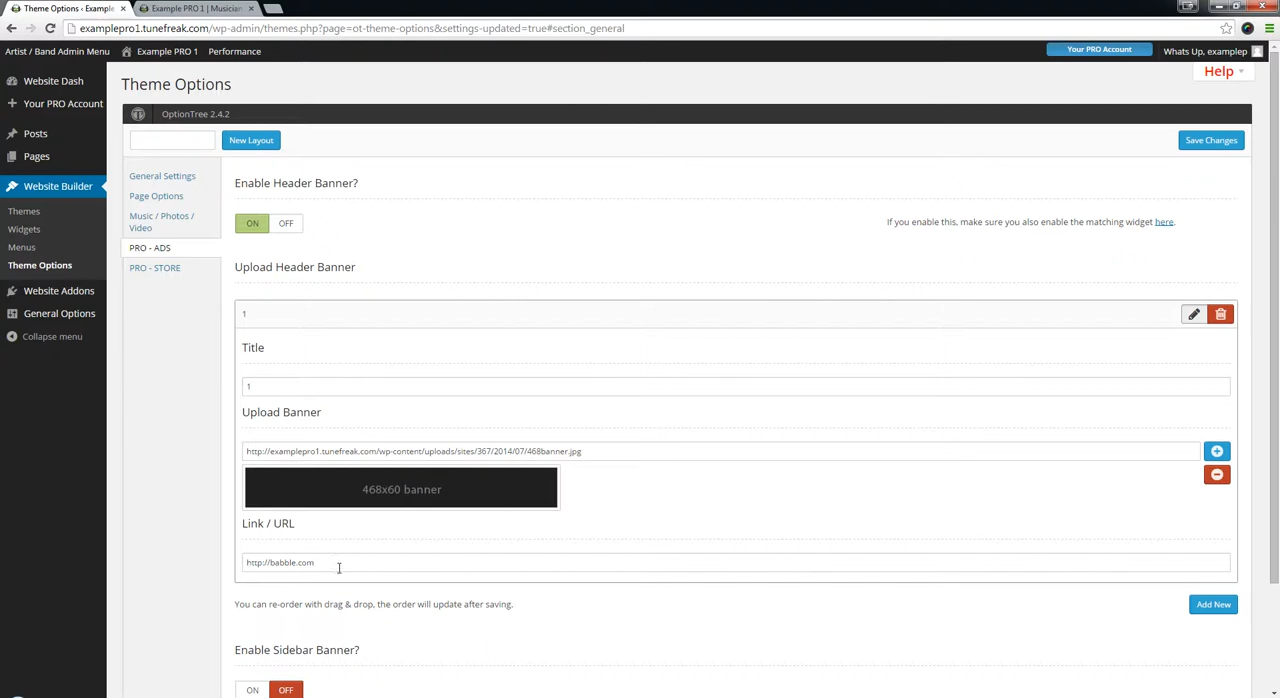 Theme Options ‹ Exampl
Example PRO 1 | Musician
examplepro1.tunefreak.com/wp-admin/themes.php?page=ot-theme-options&settings-updated=true#section_general
Artist / Band Admin Menu
Example PRO 1
Performance
Your PRO Account
Whats Up, examplep
Website Dash
Your PRO Account
Posts
Pages
Website Builder
Themes
Widgets
Menus
Theme Options
Website Addons
General Options
Collapse menu
Theme Options
Help
OptionTree 2.4.2
New Layout
Save Changes
General Settings
Page Options
Music / Photos /
Video
PRO - ADS
PRO - STORE
Enable Header Banner?
ON
OFF
If you enable this, make sure you also enable the matching widget here.
Upload Header Banner
1
Title
1
Upload Banner
http://examplepro1.tunefreak.com/wp-content/uploads/sites/367/2014/07/468banner.jpg
468x60 banner
Link / URL
http://babble.com
You can re-order with drag & drop, the order will update after saving.
Add New
Enable Sidebar Banner?
ON
OFF